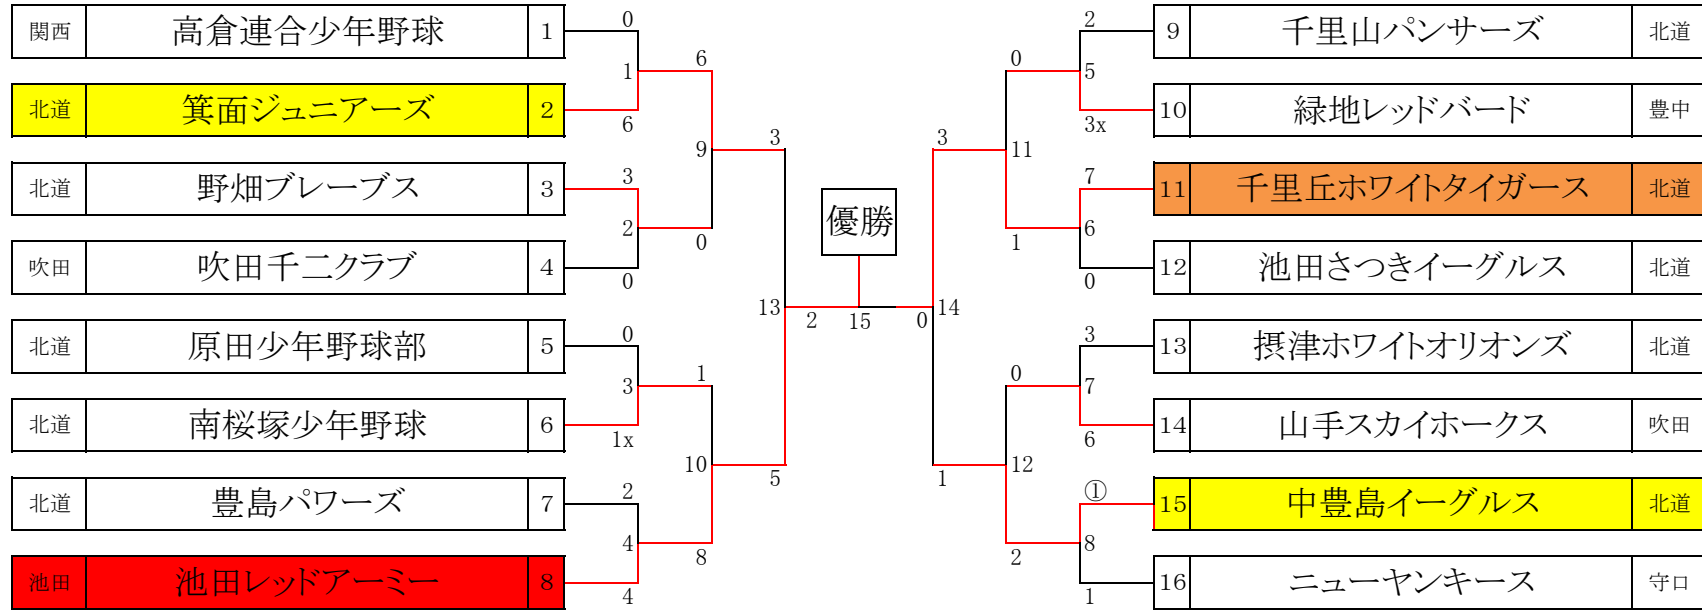 関西 高倉連合少年野球 1
北道 箕面ジュニアーズ 2
北道 野畑ブレーブス 3
吹田 吹田千二クラブ 4
北道 原田少年野球部 5
北道 南桜塚少年野球 6
北道 豊島パワーズ 7
池田 池田レッドアーミー 8
0
1
6
3
2
0
0
3
1x
2
4
4
6
9
0
1
10
8
3
13
5
2
優勝
15
0
3
14
1
0
11
1
0
12
2
2
5
3x
7
6
0
3
7
6
①
8
1
9 千里山パンサーズ 北道
10 緑地レッドバード 豊中
11 千里丘ホワイトタイガース 北道
12 池田さつきイーグルス 北道
13 摂津ホワイトオリオンズ 北道
14 山手スカイホークス 吹田
15 中豊島イーグルス 北道
16 ニューヤンキース 守口